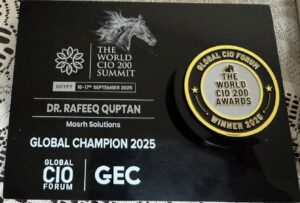 THE
WORLD
CIO 200
SUMMIT
EGYPT 16-17th SEPTEMBER 2025
DR. RAFEEQ QUPTAN
Masrh Solutions
GLOBAL CHAMPION 2025
GLOBAL
CIO
FORUM
GEC
GLOBAL CIO FORUM
THE
WORLD
CIO 200
AWARDS
WINNER 2025